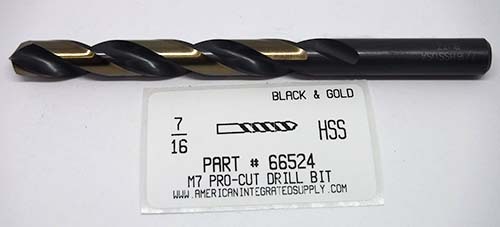 BLACK & GOLD
7
16
HSS
PART # 66524
M7 PRO-CUT DRILL BIT
WWW.AMERICANINTEGRATEDSUPPLY.COM